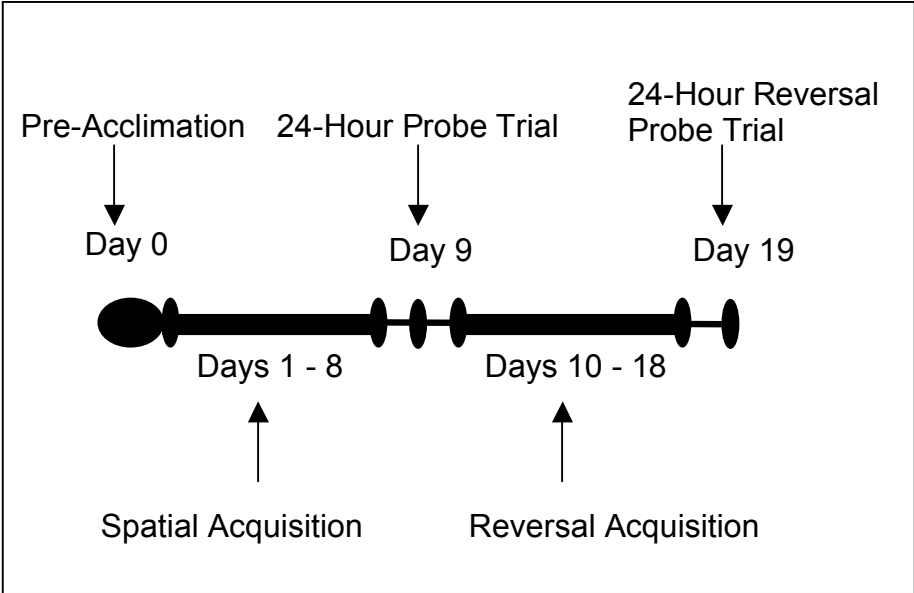 Pre-Acclimation
24-Hour Probe Trial
24-Hour Reversal
Probe Trial
Day 0
Day 9
Day 19
Days 1 - 8
Days 10 - 18
Spatial Acquisition
Reversal Acquisition